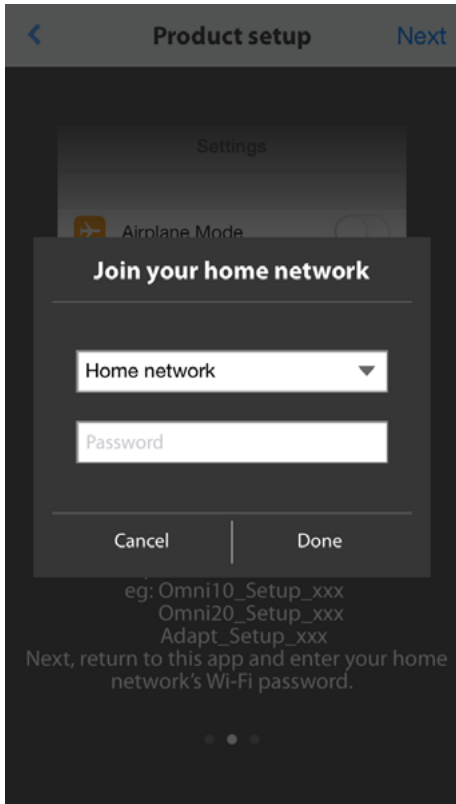 Product setup
Next
Settings
Airplane Mode
Join your home network
Home network
Password
Cancel
Done
eg: Omni10_Setup_xxx
Omni20_Setup_xxx
Adapt_Setup_xxx
Next, return to this app and enter your home
network's Wi-Fi password.